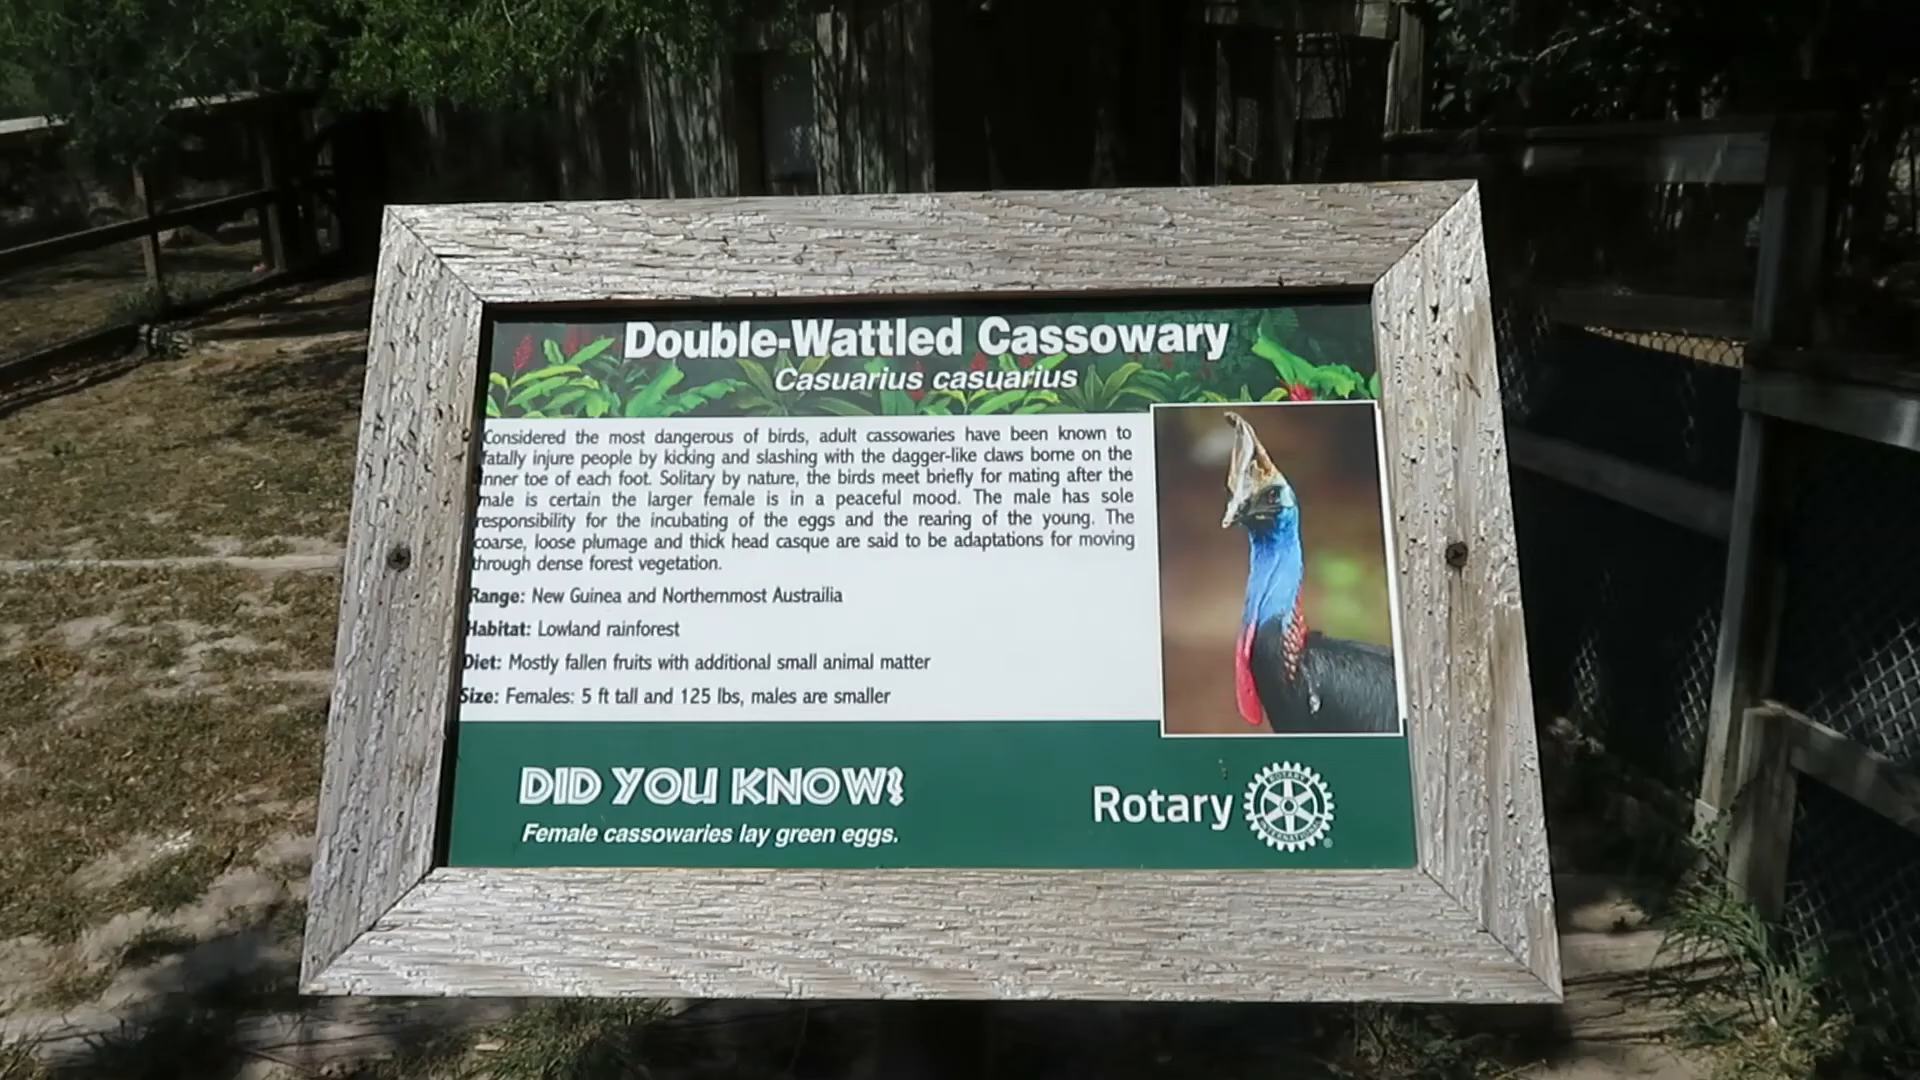 Double-Wattled Cassowary
Casuarius casuarius
Considered the most dangerous of birds, adult cassowaries have been known to
fatally injure people by kicking and slashing with the dagger-like claws borne on the
inner toe of each foot. Solitary by nature, the birds meet briefly for mating after the
male is certain the larger female is in a peaceful mood. The male has sole
responsibility for the incubating of the eggs and the rearing of the young. The
coarse, loose plumage and thick head casque are said to be adaptations for moving
through dense forest vegetation.
Range: New Guinea and Northernmost Austrailia
Habitat: Lowland rainforest
Diet: Mostly fallen fruits with additional small animal matter
Size: Females: 5 ft tall and 125 lbs, males are smaller
DID YOU KNOW?
Female cassowaries lay green eggs.
Rotary
ROTARY
INTERNATIONAL
®